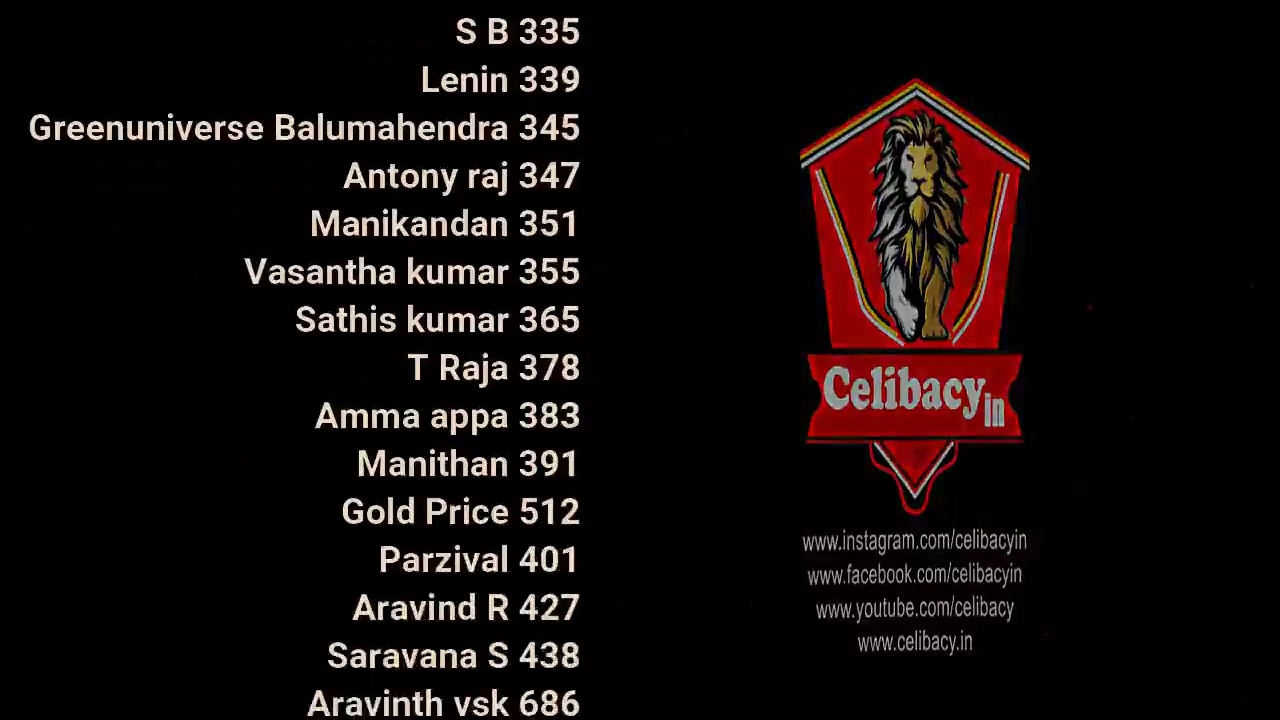 S B 335
Lenin 339
Greenuniverse Balumahendra 345
Antony raj 347
Manikandan 351
Vasantha kumar 355
Sathis kumar 365
T Raja 378
Amma appa 383
Manithan 391
Gold Price 512
Parzival 401
Aravind R 427
Saravana S 438
Aravinth vsk 686
Celibacyin
www.instagram.com/celibacyin
www.facebook.com/celibacyin
www.youtube.com/celibacy
www.celibacy.in